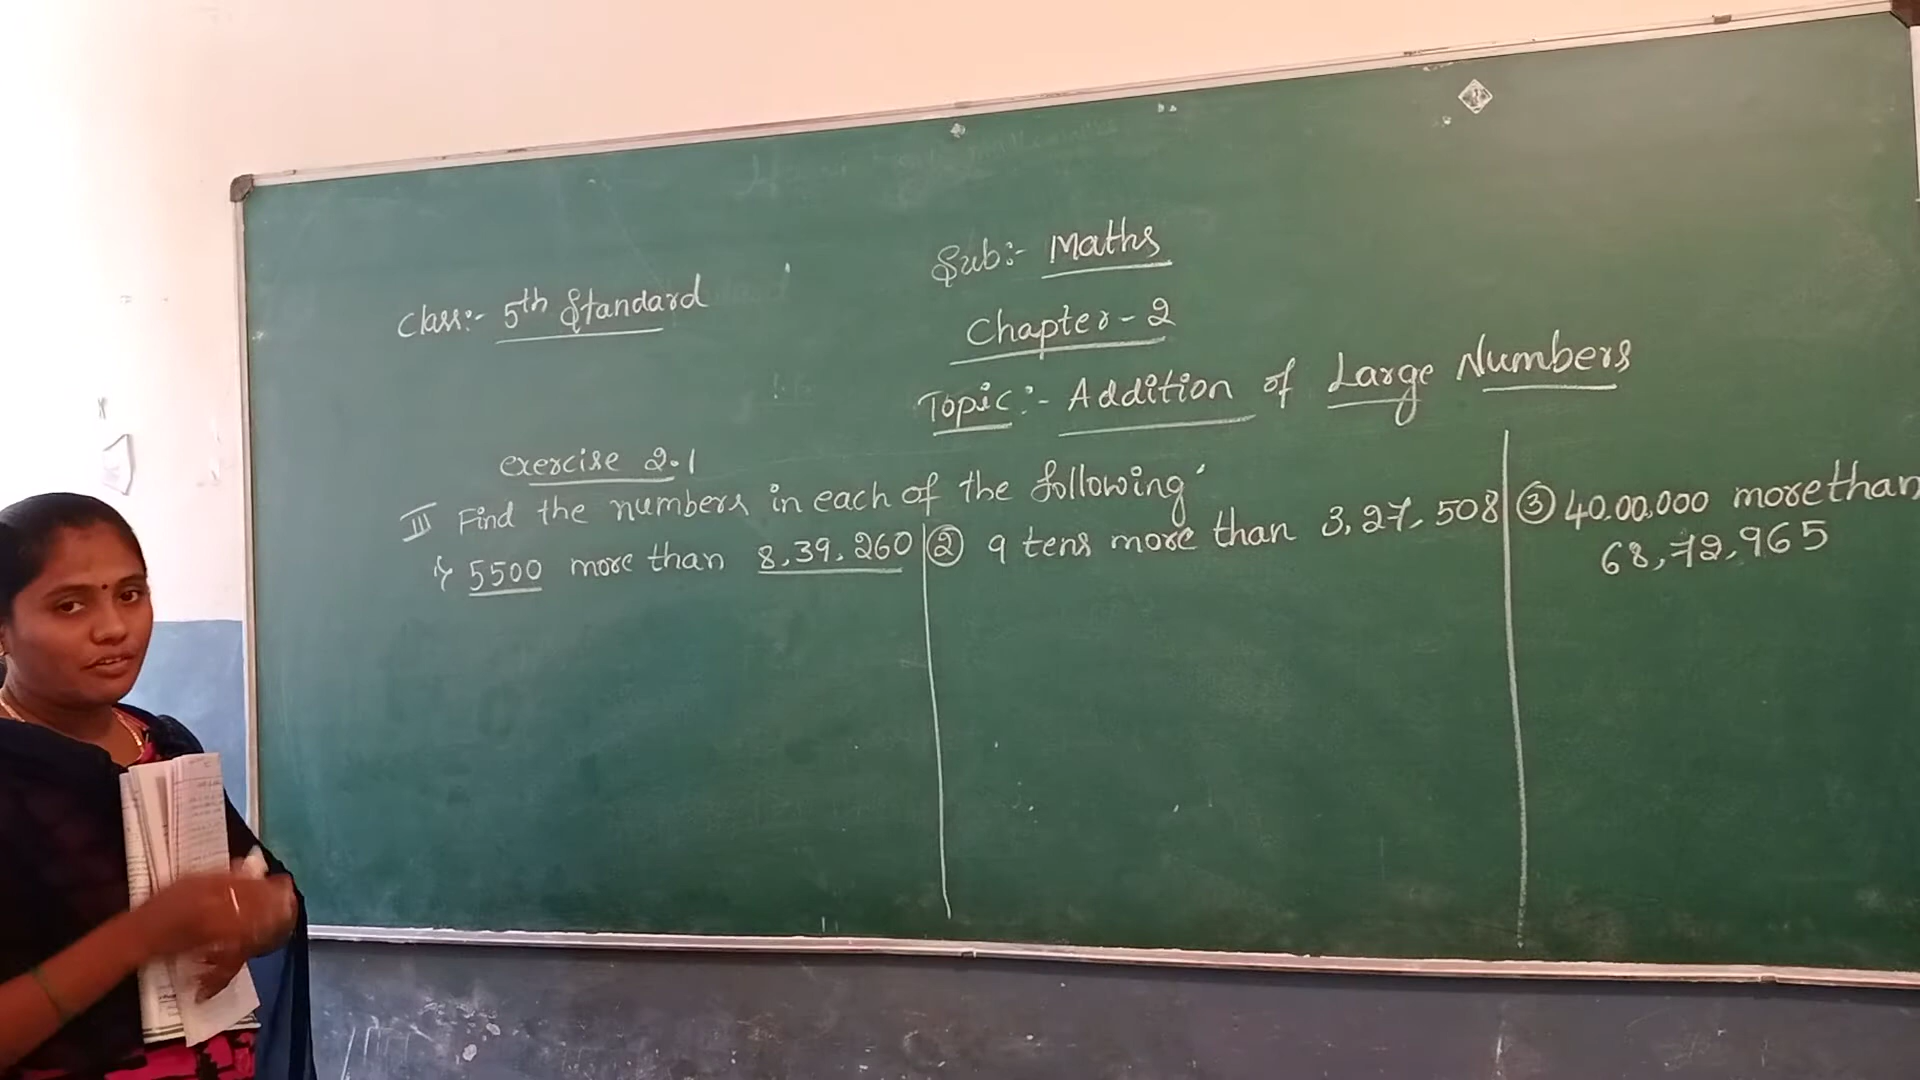 Sub:- Maths
Class:- 5th Standard
Chapter-2
Topic:- Addition of Large Numbers
exercise 2.1
III Find the numbers in each of the following
5500 more than 8,39,260
② 9 tens more than 3,27,508
③ 40,00,000 more than
68,72,965